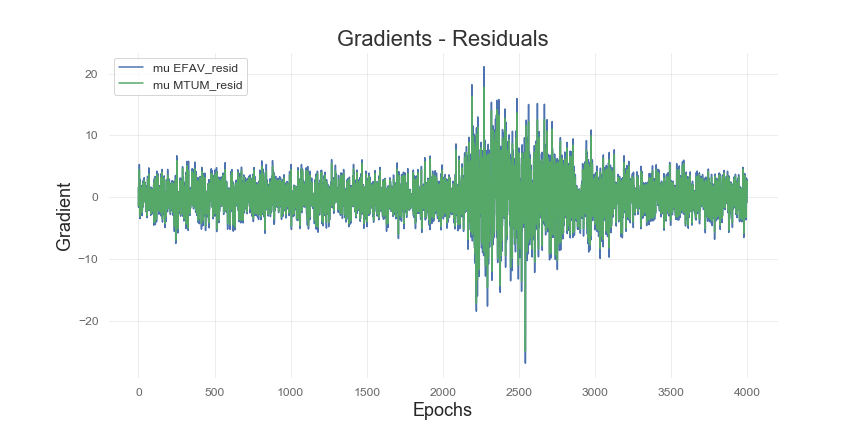 Gradients - Residuals
mu EFAV_resid
mu MTUM_resid
Gradient
20
10
0
−10
−20
0 500 1000 1500 2000 2500 3000 3500 4000
Epochs